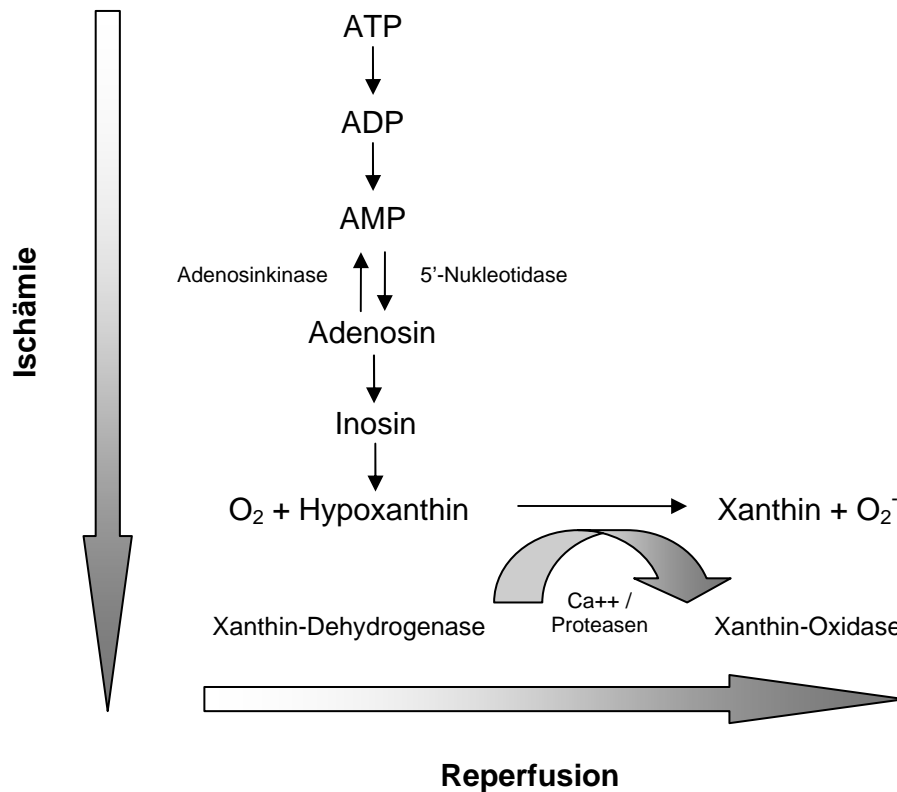 ATP
ADP
AMP
Adenosinkinase
5’-Nukleotidase
Ischämie
Adenosin
Inosin
O₂ + Hypoxanthin
Xanthin + O₂⁻
Ca++ /
Proteasen
Xanthin-Dehydrogenase
Xanthin-Oxidase
Reperfusion